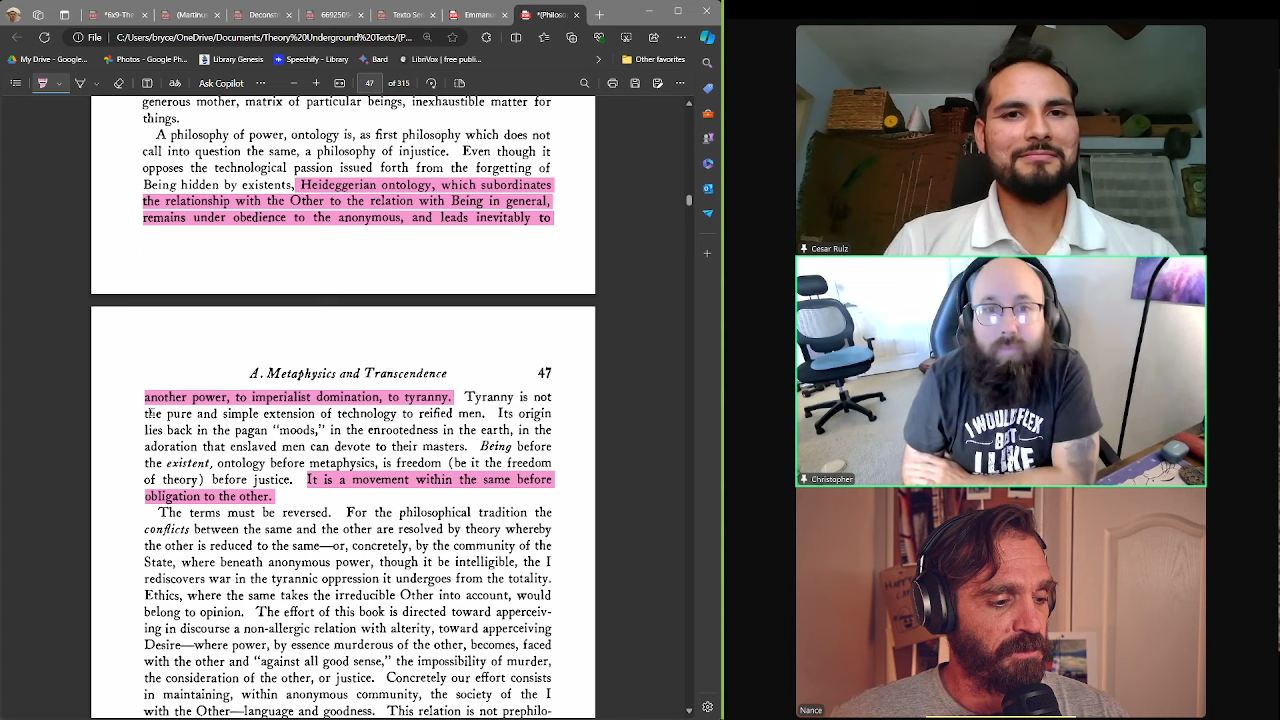 *6x9-The
(Martinus
Deconst
6692509
Texto Se
Emmanu
*(Philoso
File
C:/Users/bryce/OneDrive/Documents/Theory%20Underground%20Texts/(P...
My Drive - Google...
Photos - Google Ph...
Library Genesis
Speechify - Library
Bard
LibriVox | free publi...
Other favorites
Ask Copilot
47
of 315
generous mother, matrix of particular beings, inexhaustible matter for
things.
A philosophy of power, ontology is, as first philosophy which does not
call into question the same, a philosophy of injustice. Even though it
opposes the technological passion issued forth from the forgetting of
Being hidden by existents, Heideggerian ontology, which subordinates
the relationship with the Other to the relation with Being in general,
remains under obedience to the anonymous, and leads inevitably to
A. Metaphysics and Transcendence
47
another power, to imperialist domination, to tyranny. Tyranny is not
the pure and simple extension of technology to reified men. Its origin
lies back in the pagan “moods,” in the enrootedness in the earth, in the
adoration that enslaved men can devote to their masters. Being before
the existent, ontology before metaphysics, is freedom (be it the freedom
of theory) before justice. It is a movement within the same before
obligation to the other.
The terms must be reversed. For the philosophical tradition the
conflicts between the same and the other are resolved by theory whereby
the other is reduced to the same—or, concretely, by the community of the
State, where beneath anonymous power, though it be intelligible, the I
rediscovers war in the tyrannic oppression it undergoes from the totality.
Ethics, where the same takes the irreducible Other into account, would
belong to opinion. The effort of this book is directed toward apperceiv-
ing in discourse a non-allergic relation with alterity, toward apperceiving
Desire—where power, by essence murderous of the other, becomes, faced
with the other and “against all good sense,” the impossibility of murder,
the consideration of the other, or justice. Concretely our effort consists
in maintaining, within anonymous community, the society of the I
with the Other—language and goodness. This relation is not prephilo-
Cesar Ruiz
I WOULD FLEX
BUT
I LIKE
Christopher
Nance